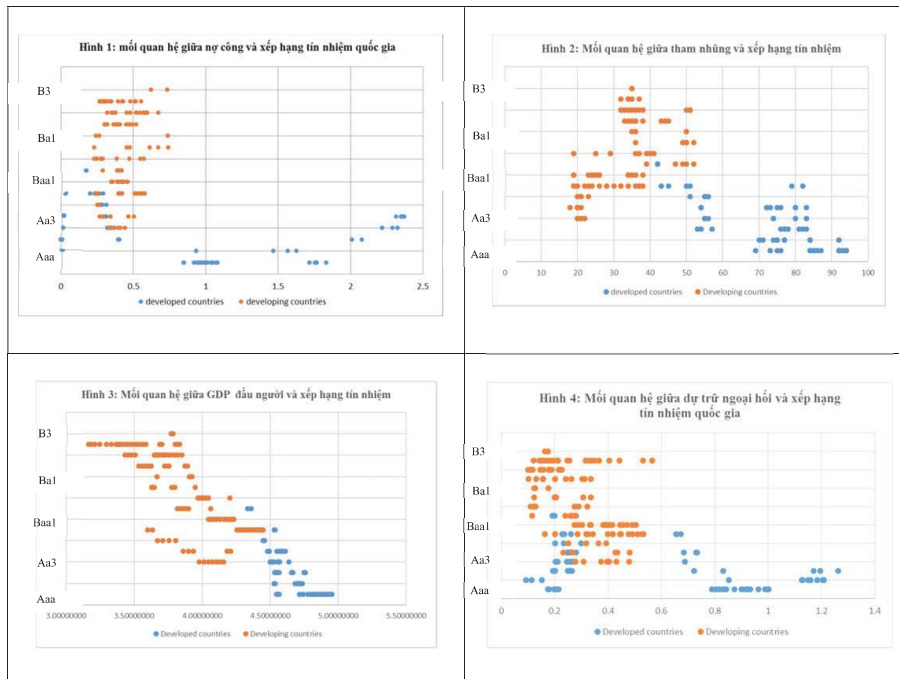 Hình 1: mối quan hệ giữa nợ công và xếp hạng tín nhiệm quốc gia
B3
Ba1
Baa1
Aa3
Aaa
0 0.5 1 1.5 2 2.5
developed countries developing countries
Hình 2: Mối quan hệ giữa tham nhũng và xếp hạng tín nhiệm
B3
Ba1
Baa1
Aa3
Aaa
0 10 20 30 40 50 60 70 80 90 100
developed countries Developing countries
Hình 3: Mối quan hệ giữa GDP đầu người và xếp hạng tín nhiệm
B3
Ba1
Baa1
Aa3
Aaa
3.00000000 3.50000000 4.00000000 4.50000000 5.00000000 5.50000000
Developed countries Developing countries
Hình 4: Mối quan hệ giữa dự trữ ngoại hối và xếp hạng
tín nhiệm quốc gia
B3
Ba1
Baa1
Aa3
Aaa
0 0.2 0.4 0.6 0.8 1 1.2 1.4
Developed countries Developing countries